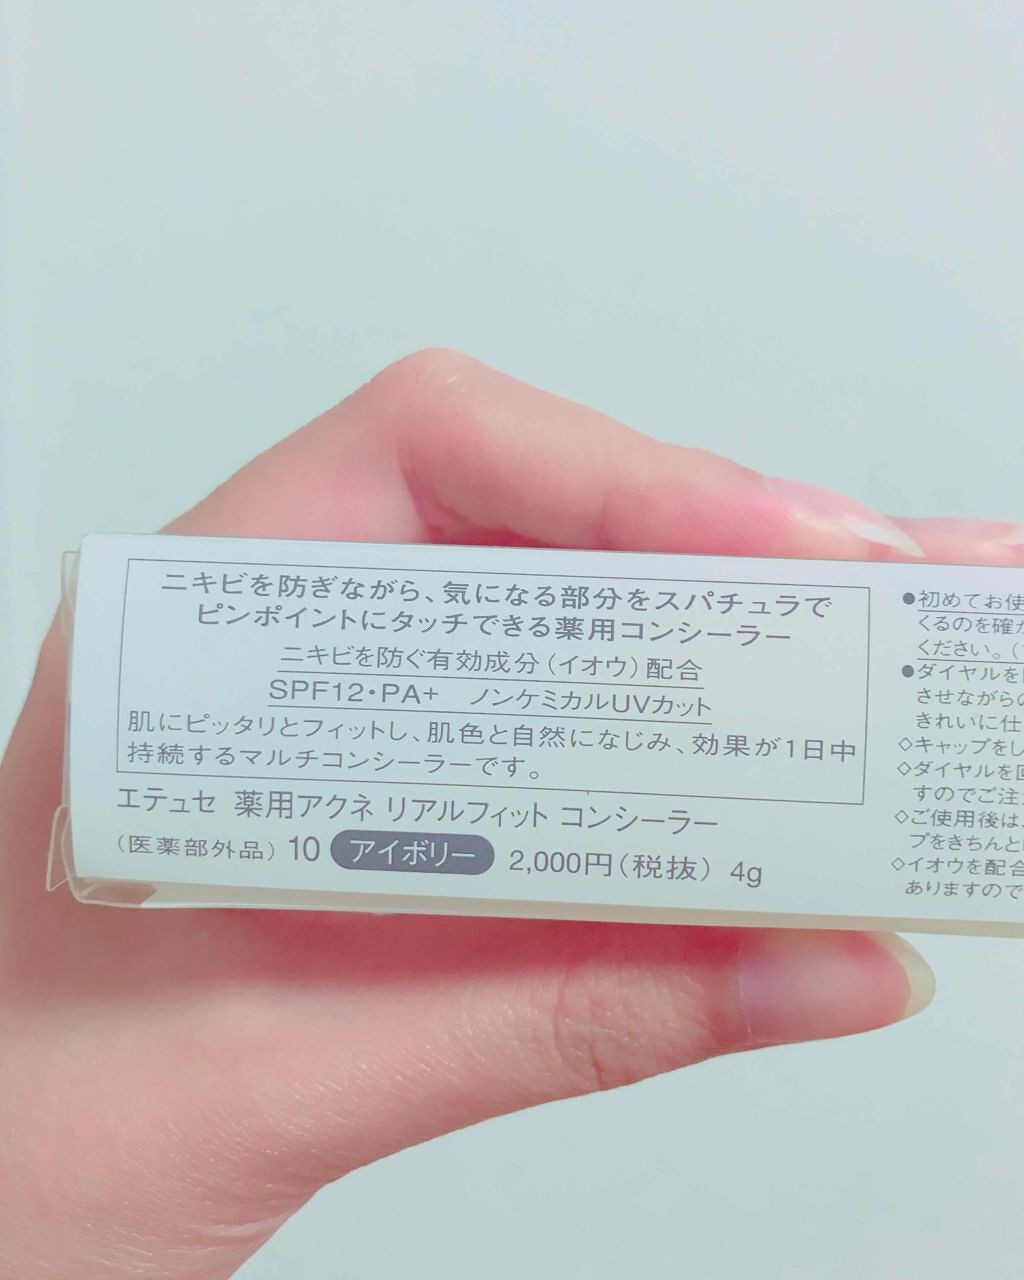 ニキビを防ぎながら、気になる部分をスパチュラで
ピンポイントにタッチできる薬用コンシーラー
ニキビを防ぐ有効成分（イオウ）配合
SPF12・PA+　ノンケミカルUVカット
肌にピッタリとフィットし、肌色と自然になじみ、効果が1日中
持続するマルチコンシーラーです。
エテュセ 薬用アクネ リアルフィット コンシーラー
（医薬部外品） 10 アイボリー 2,000円（税抜） 4g
●初めてお使
くるのを確か
ください。（
●ダイヤルを
させながらの
きれいに仕
◇キャップをし
◇ダイヤルを回
すのでご注
◇ご使用後は、
プをきちんと
◇イオウを配合
ありますので